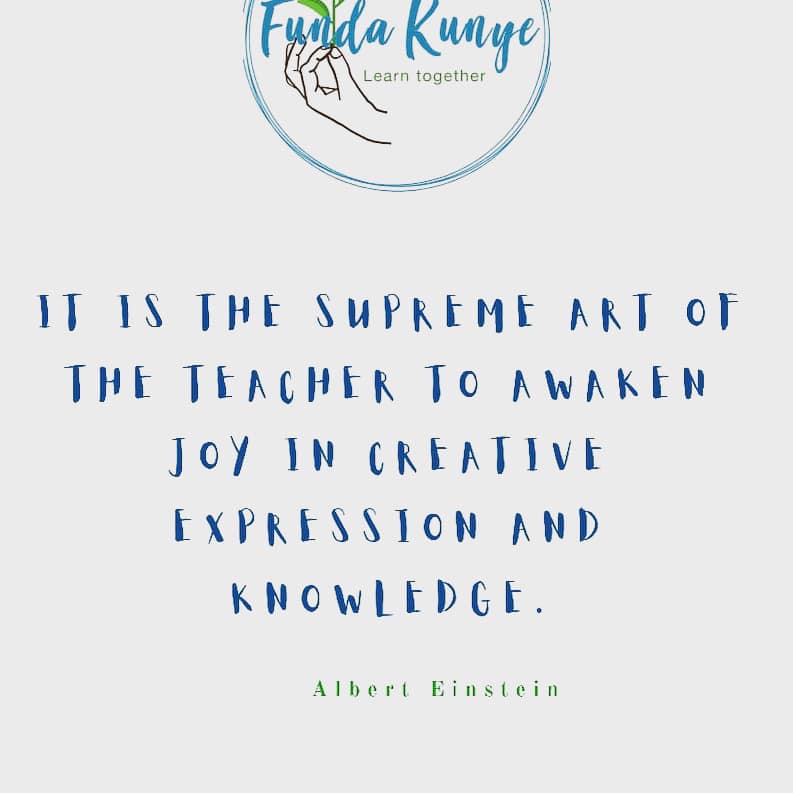 Funda Kunye
Learn together
IT IS THE SUPREME ART OF
THE TEACHER TO AWAKEN
JOY IN CREATIVE
EXPRESSION AND
KNOWLEDGE.
Albert Einstein